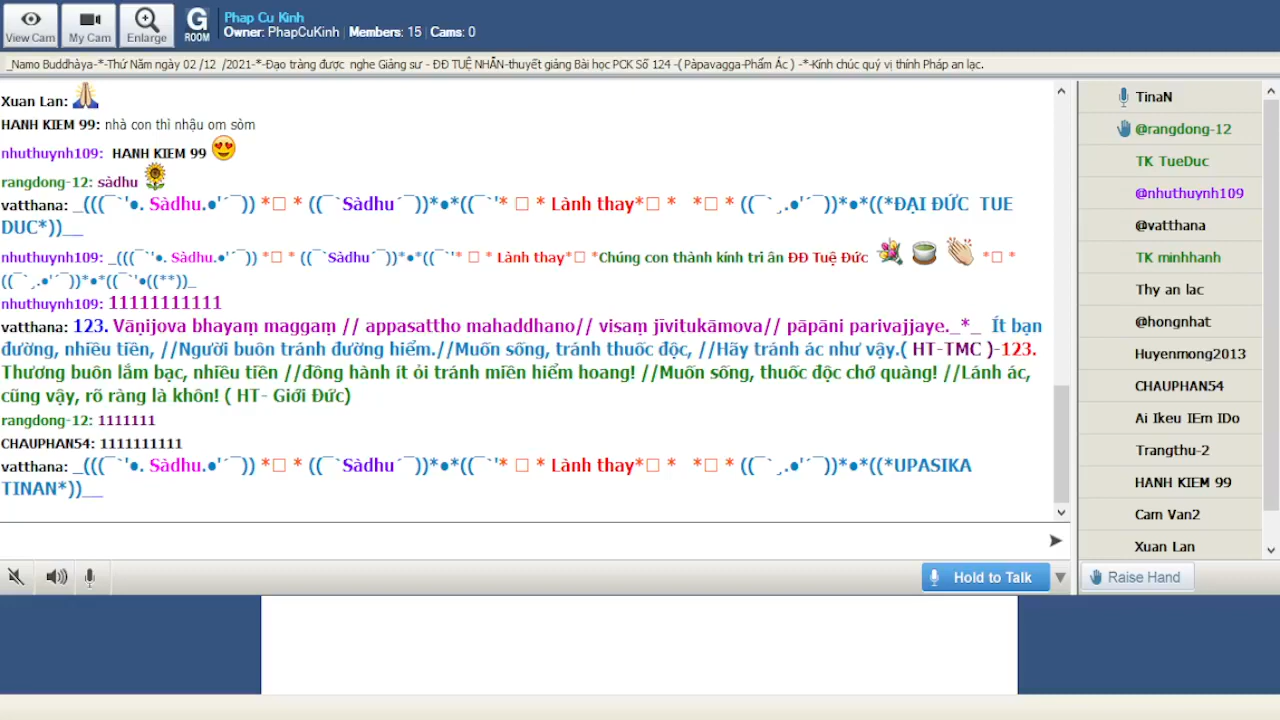 View Cam
My Cam
Enlarge
G
ROOM
Phap Cu Kinh
Owner: PhapCuKinh | Members: 15 | Cams: 0
_Namo Buddhàya-*-Thứ Năm ngày 02 /12 /2021-*-Đạo tràng được nghe Giảng sư - ĐĐ TUỆ NHẪN-thuyết giảng Bài học PCK Số 124 -( Pàpavagga-Phẩm Ác ) -*-Kính chúc quý vị thính Pháp an lạc.
Xuan Lan:
HANH KIEM 99: nhà con thì nhậu om sòm
nhuthuynh109: HANH KIEM 99
rangdong-12: sàdhu
vatthana: _(((¯`'●. Sàdhu.●'´¯)) *□ * ((¯`Sàdhu´¯))*●*((¯`'* □ * Lành thay*□ * *□ * ((¯`¸.●'´¯))*●*((*ĐẠI ĐỨC TUE
DUC*))__
nhuthuynh109: _(((¯`'●. Sàdhu.●'´¯)) *□ * ((¯`Sàdhu´¯))*●*((¯`'* □ * Lành thay*□ *Chúng con thành kính tri ân ĐĐ Tuệ Đức *□ *
((¯`¸.●'´¯))*●*((¯`'●((**))_
nhuthuynh109: 11111111111
vatthana: 123. Vāṇijova bhayaṃ maggaṃ // appasattho mahaddhano// visaṃ jīvitukāmova// pāpāni parivajjaye._*_ Ít bạn
đường, nhiều tiền, //Người buôn tránh đường hiểm.//Muốn sống, tránh thuốc độc, //Hãy tránh ác như vậy.( HT-TMC )-123.
Thương buôn lắm bạc, nhiều tiền //đồng hành ít ỏi tránh miền hiểm hoang! //Muốn sống, thuốc độc chớ quàng! //Lánh ác,
cũng vậy, rõ ràng là khôn! ( HT- Giới Đức)
rangdong-12: 1111111
CHAUPHAN54: 1111111111
vatthana: _(((¯`'●. Sàdhu.●'´¯)) *□ * ((¯`Sàdhu´¯))*●*((¯`'* □ * Lành thay*□ * *□ * ((¯`¸.●'´¯))*●*((*UPASIKA
TINAN*))__
Hold to Talk
TinaN
@rangdong-12
TK TueDuc
@nhuthuynh109
@vatthana
TK minhhanh
Thy an lac
@hongnhat
Huyenmong2013
CHAUPHAN54
Ai Ikeu IEm IDo
Trangthu-2
HANH KIEM 99
Cam Van2
Xuan Lan
Raise Hand